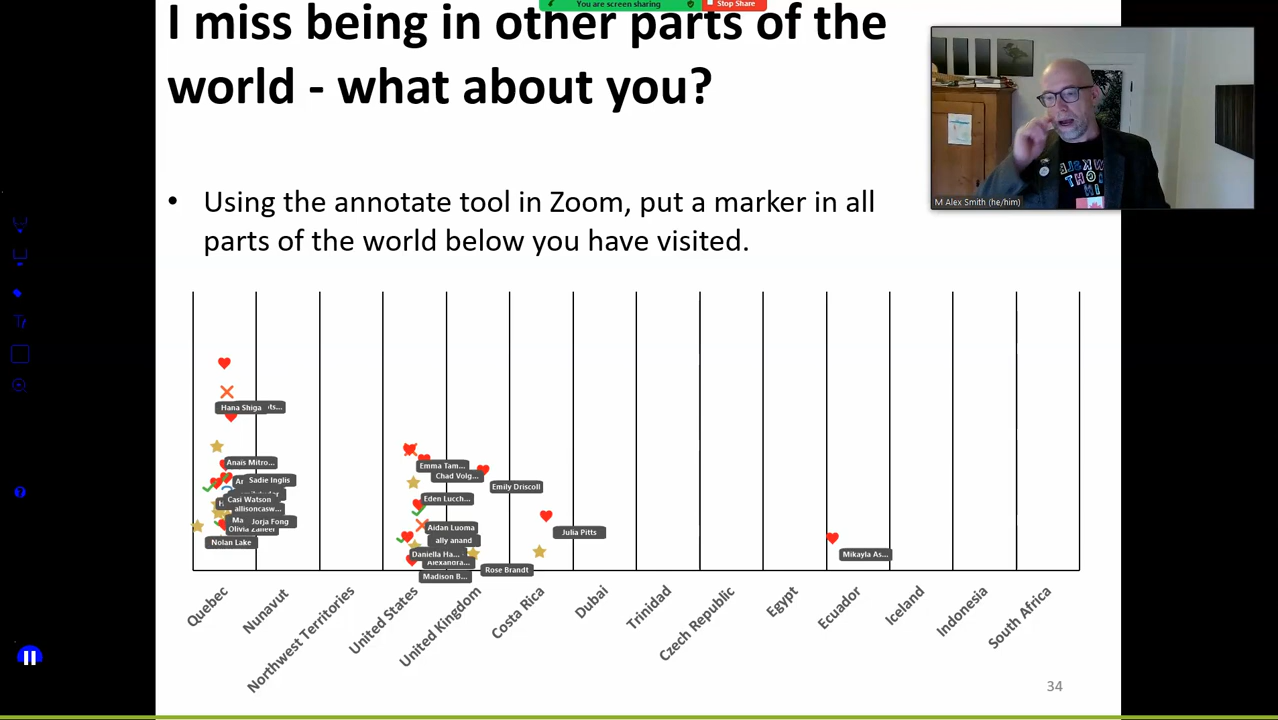 You are screen sharing
Stop Share
I miss being in other parts of the
world - what about you?
M Alex Smith (he/him)
• Using the annotate tool in Zoom, put a marker in all
parts of the world below you have visited.
Hana Shiga
Anais Mitro...
Emma Tam...
Chad Volg...
Sadie Inglis
Emily Driscoll
Casi Watson
Eden Lucch...
allisoncasw...
Jorja Fong
Aidan Luoma
Julia Pitts
Nolan Lake
ally anand
Daniella Ha...
Mikayla As...
Alexandra...
Rose Brandt
Madison B...
Quebec
Nunavut
Northwest Territories
United States
United Kingdom
Costa Rica
Dubai
Trinidad
Czech Republic
Egypt
Ecuador
Iceland
Indonesia
South Africa
34